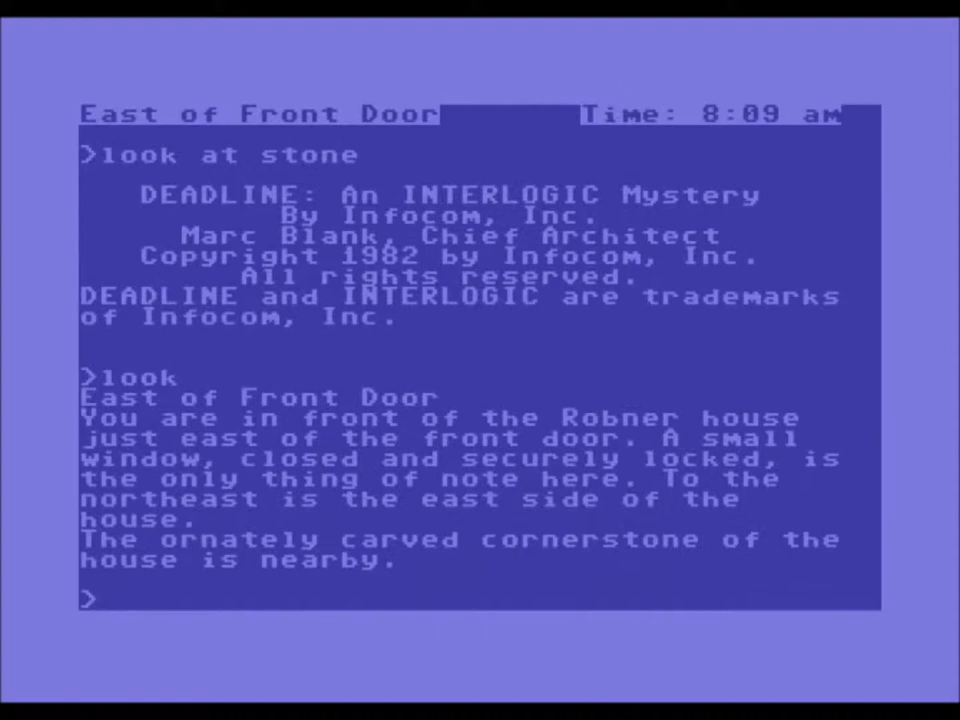 East of Front Door Time: 8:09 am
>look at stone
DEADLINE: An INTERLOGIC Mystery
By Infocom, Inc.
Marc Blank, Chief Architect
Copyright 1982 by Infocom, Inc.
All rights reserved.
DEADLINE and INTERLOGIC are trademarks
of Infocom, Inc.
>look
East of Front Door
You are in front of the Robner house
just east of the front door. A small
window, closed and securely locked, is
the only thing of note here. To the
northeast is the east side of the
house.
The ornately carved cornerstone of the
house is nearby.
>